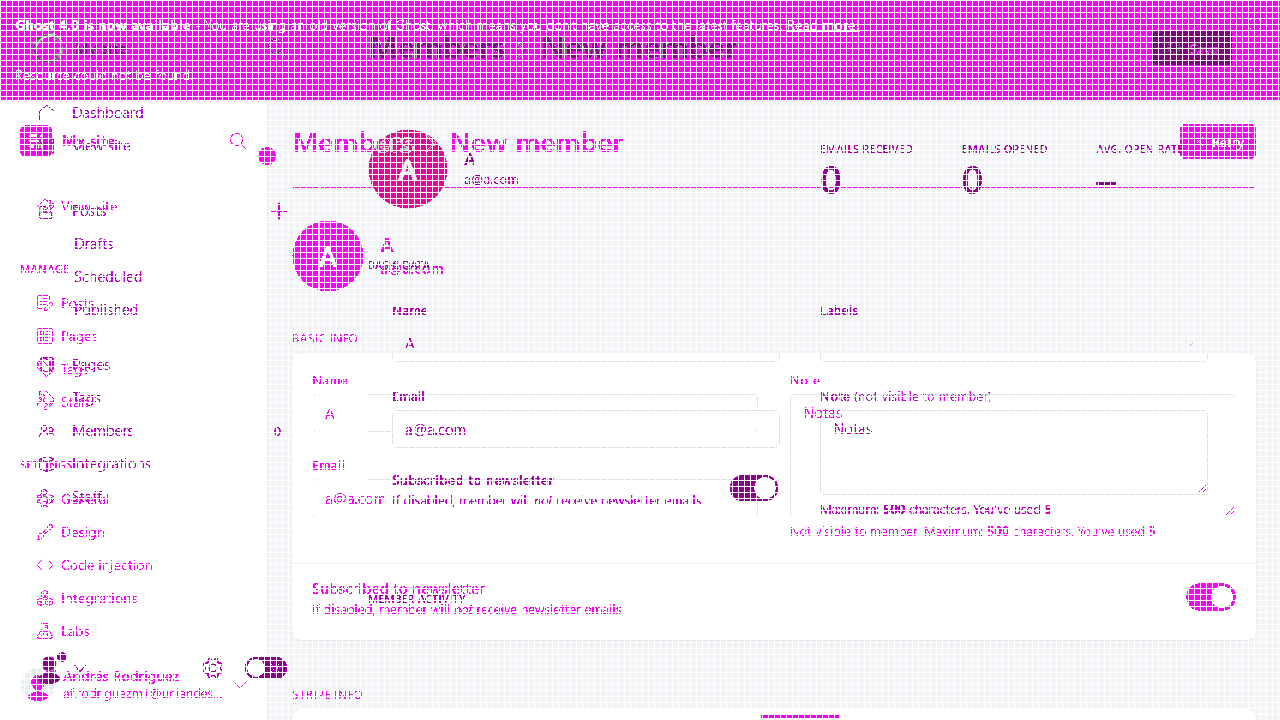 Ghost 4.0 is now available - You are using an old version of Ghost, which means you don't have access to the latest features. Read more!
Members
New member
Resource could not be found.
Dashboard
My site
View site
Members
New member
Retry
A
a@a.com
EMAILS RECEIVED
0
EMAILS OPENED
0
AVG. OPEN RATE
View site
Posts
Drafts
Scheduled
Published
MANAGE
Posts
Pages
Tags
Staff
Pages
Tags
Members
0
A
a@a.com
BASIC INFO
Name
A
Email
a@a.com
Name
A
Email
a@a.com
Labels
Note
Notas
Note (not visible to member)
Notas
Maximum: 500 characters. You've used 5
Not visible to member. Maximum: 500 characters. You've used 5
Subscribed to newsletter
If disabled, member will not receive newsletter emails
Subscribed to newsletter
If disabled, member will not receive newsletter emails
MEMBER ACTIVITY
SETTINGS
Integrations
General
Staff
Design
Code injection
Integrations
Labs
Andrés Rodriguez
STRIPE INFO